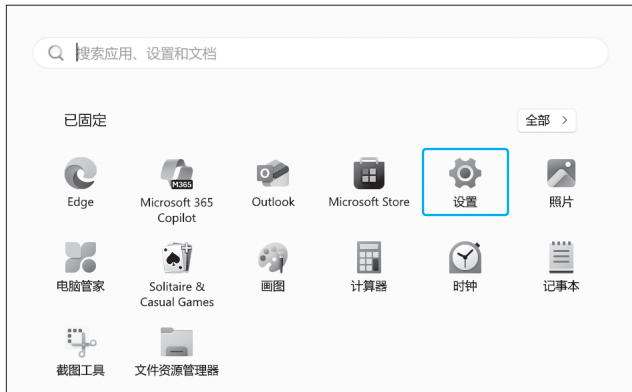 搜索应用、设置和文档
已固定
全部 >
Edge
Microsoft 365
Copilot
M365
Outlook
Microsoft Store
设置
照片
电脑管家
Solitaire &
Casual Games
画图
计算器
时钟
记事本
截图工具
文件资源管理器